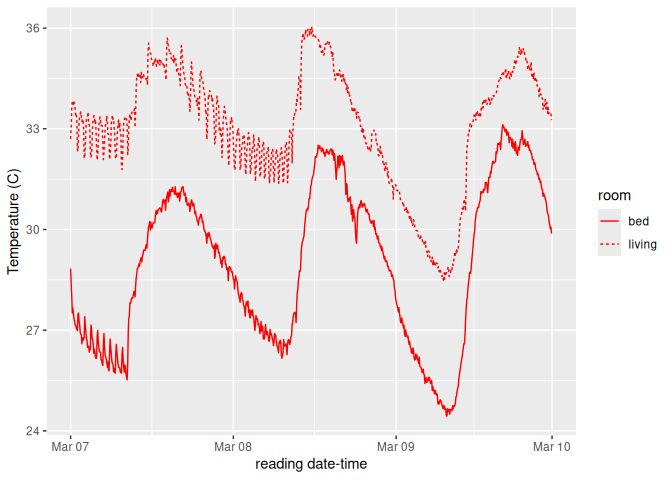 36
33
30
27
24
Temperature (C)
Mar 07
Mar 08
Mar 09
Mar 10
reading date-time
room
bed
living